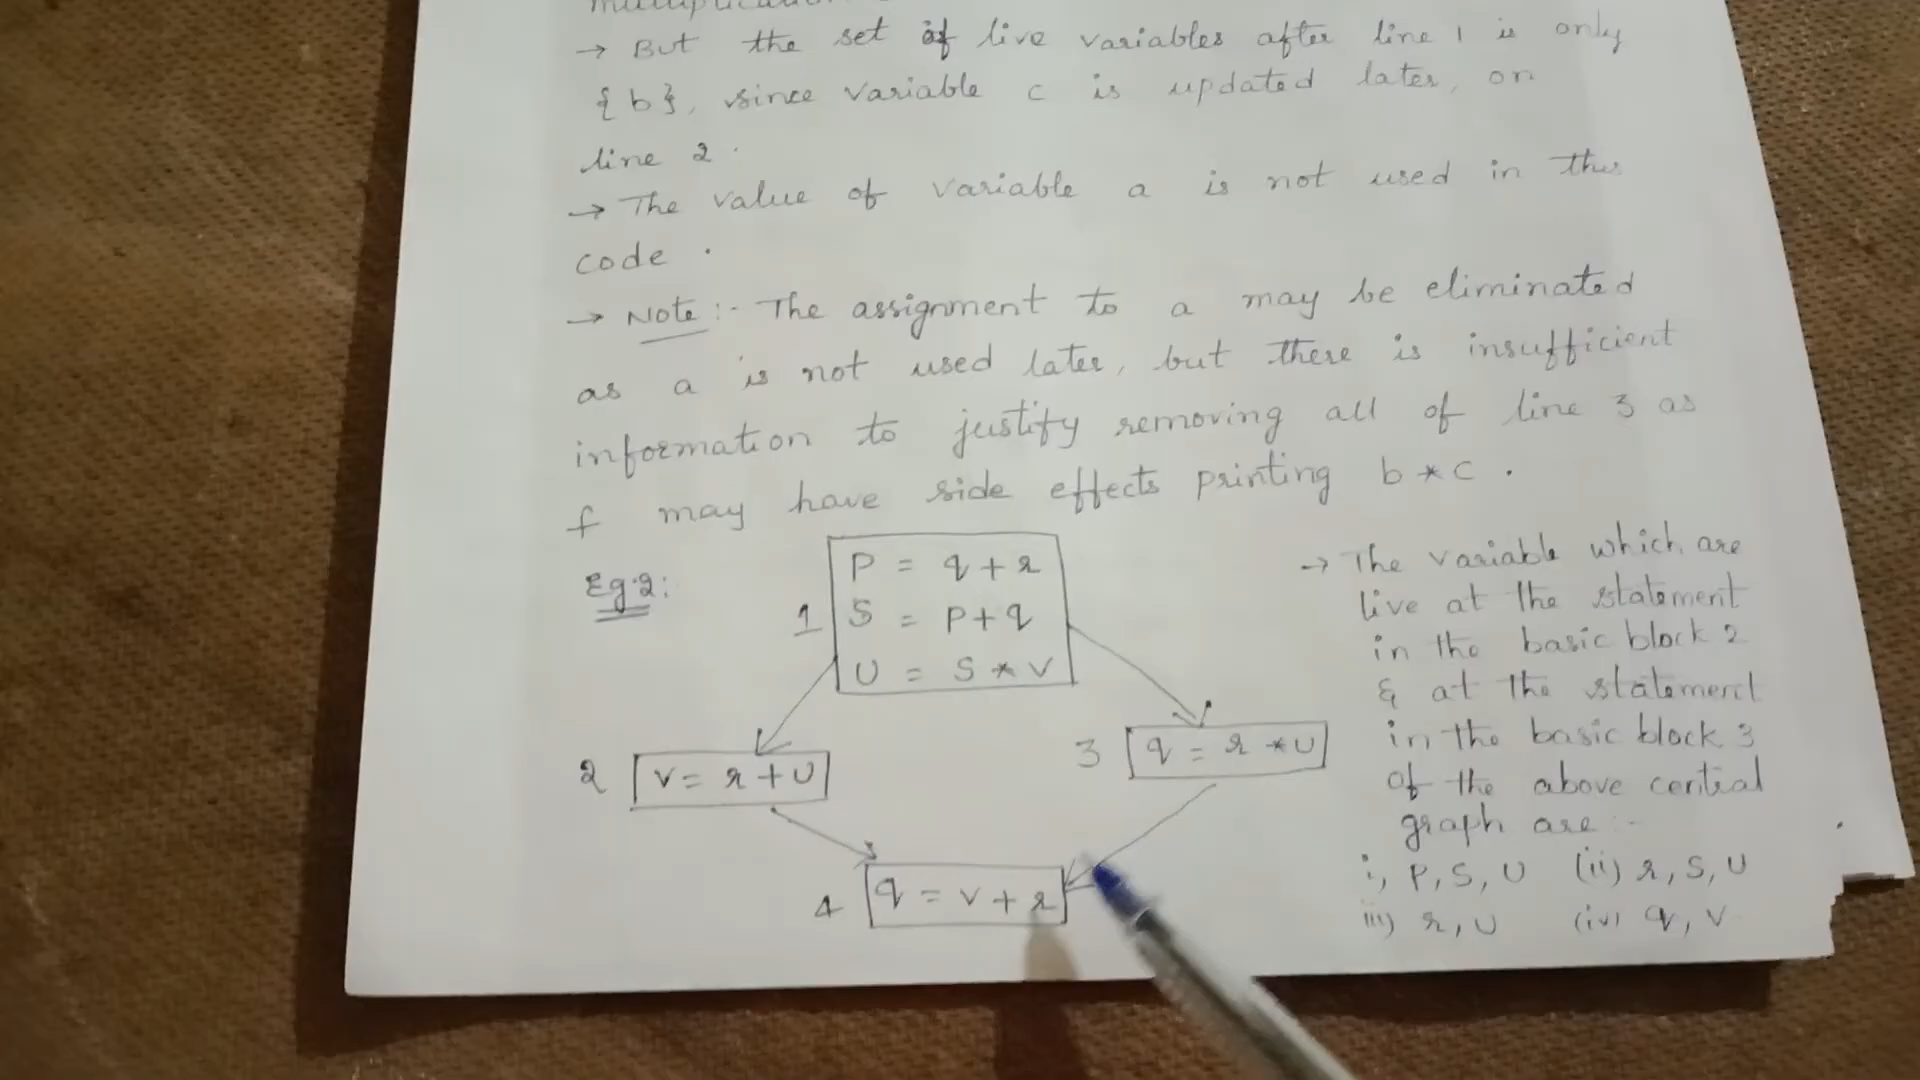 → But the set of live variables after line 1 is only
{b}, since variable c is updated later, on
line 2.
→ The value of variable a is not used in this
code.
→ Note:- The assignment to a may be eliminated
as a is not used later, but there is insufficient
information to justify removing all of line 3 as
f may have side effects printing b*c.
Eg:2:
1
P = q+r
S = P+q
U = S*V
2
V = r+U
3
q = r*U
4
q = V+r
→ The variable which are
live at the statement
in the basic block 2
& at the statement
in the basic block 3
of the above
graph are :-
i, P, S, U (ii) r, S, U
iii) r, U (iv) q, V